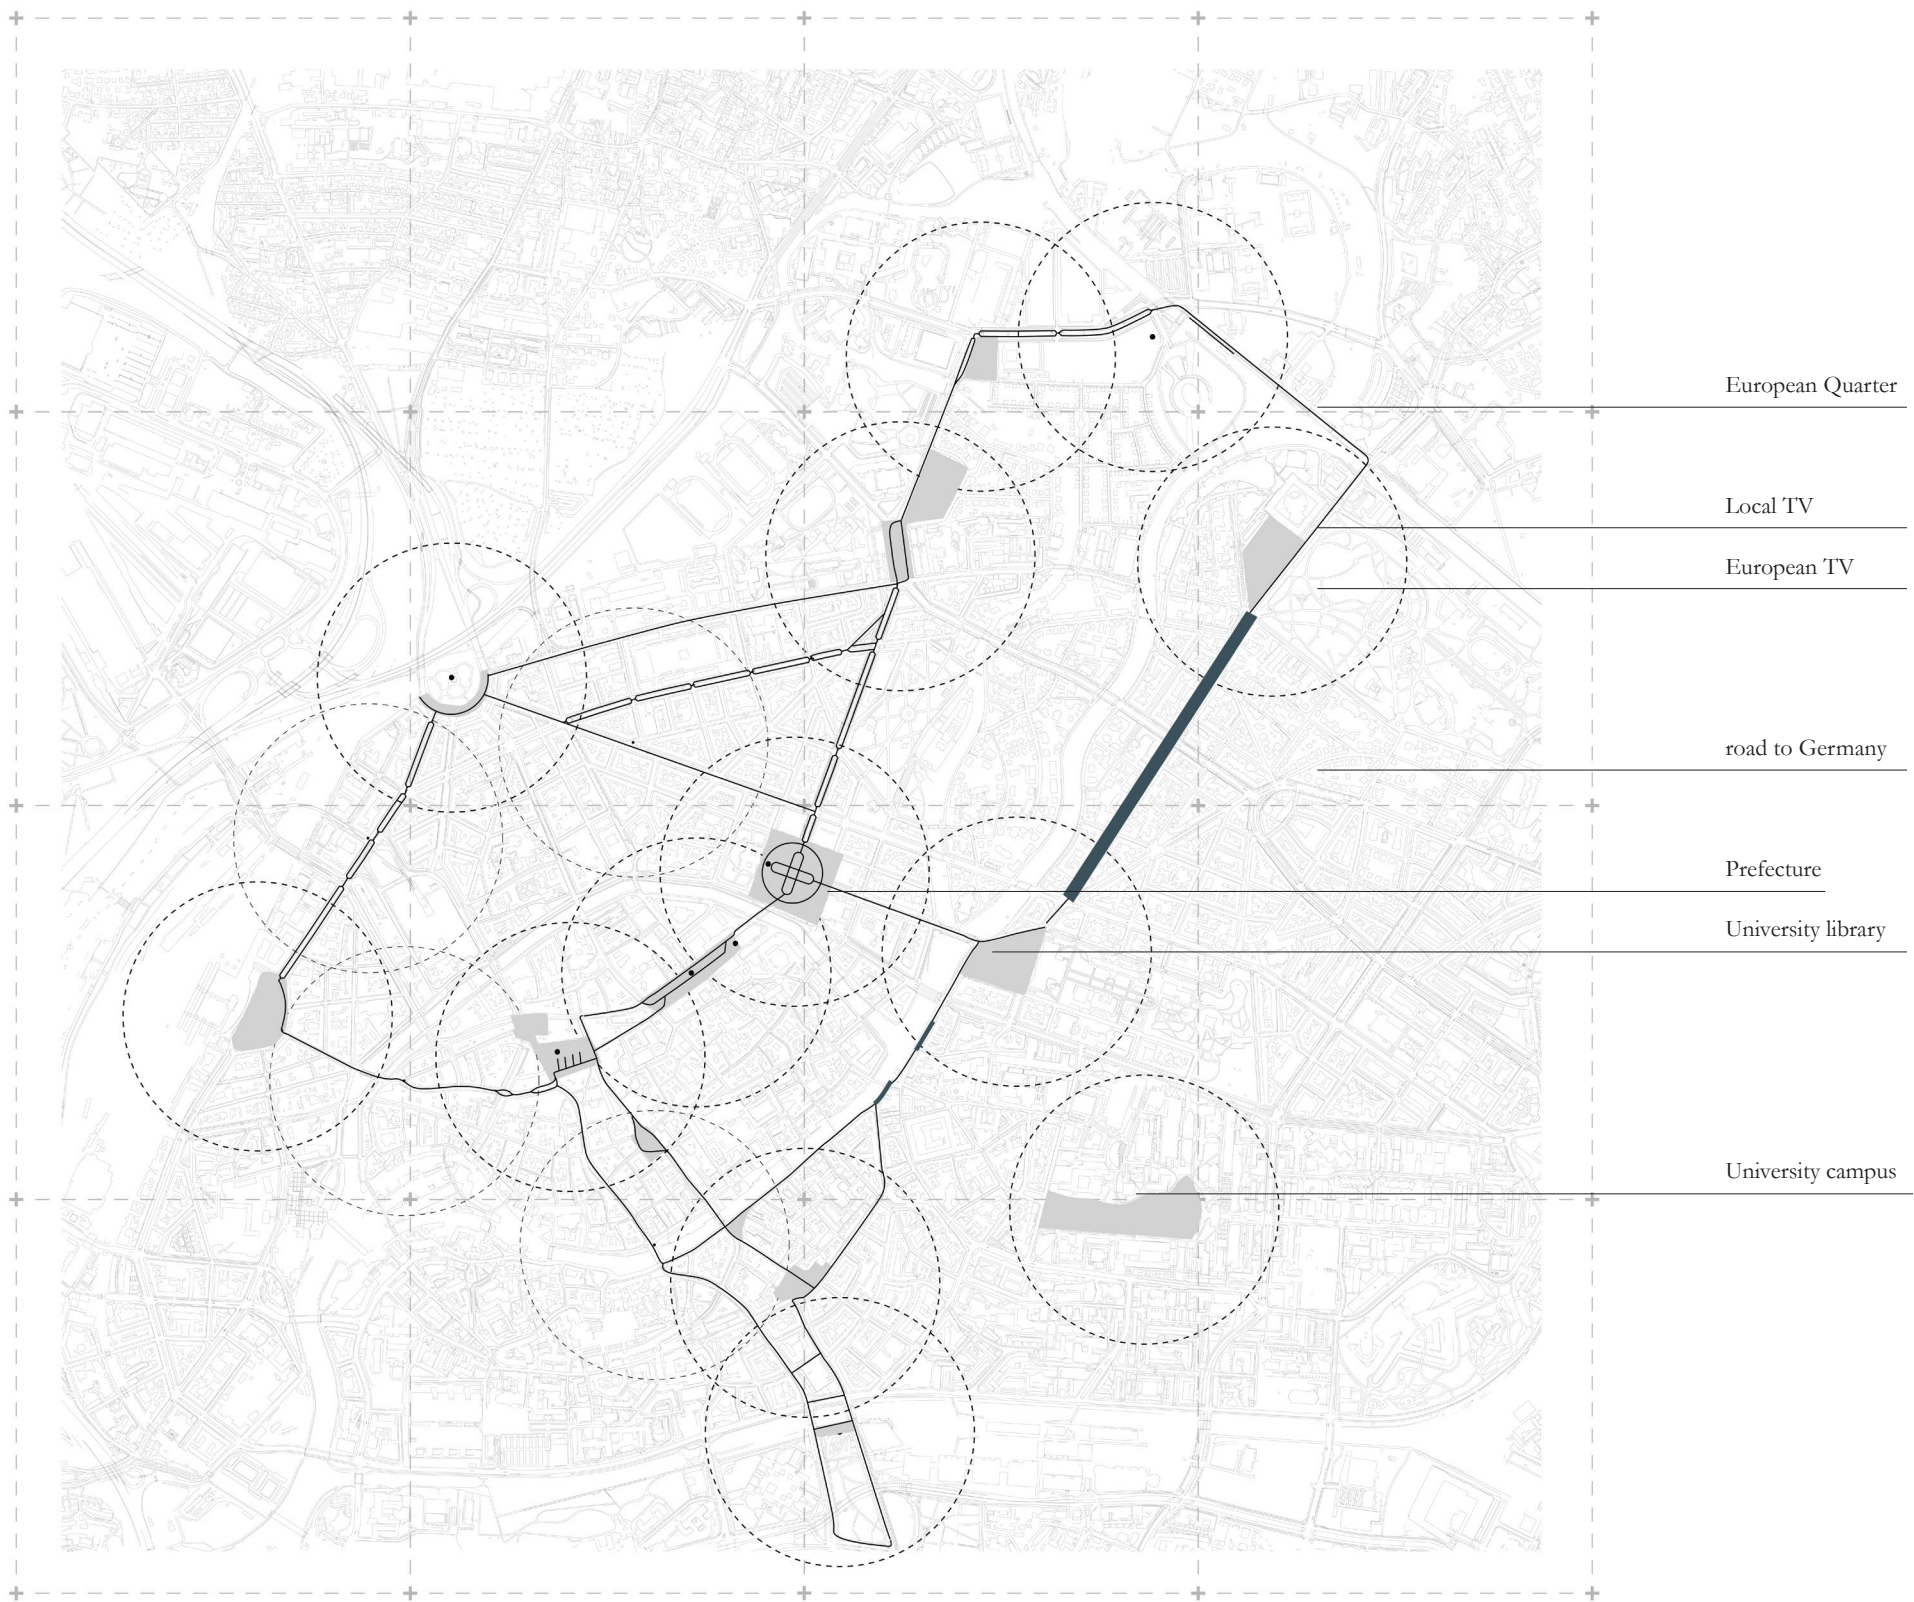 European Quarter
Local TV
European TV
road to Germany
Prefecture
University library
University campus